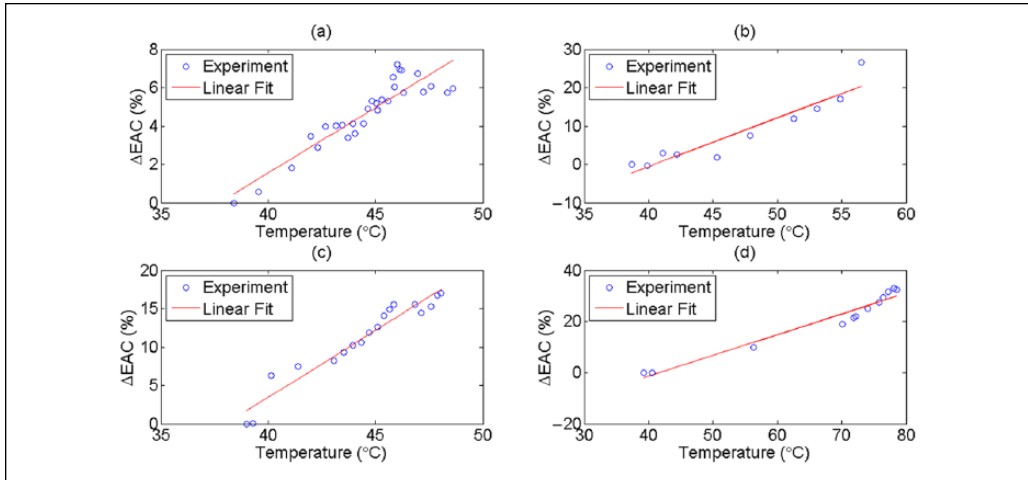 (a)
8
6
4
2
0
ΔEAC (%)
Experiment
Linear Fit
35
40
45
50
Temperature (°C)
(b)
30
20
10
0
−10
ΔEAC (%)
Experiment
Linear Fit
35
40
45
50
55
60
Temperature (°C)
(c)
20
15
10
5
0
ΔEAC (%)
Experiment
Linear Fit
35
40
45
50
Temperature (°C)
(d)
40
20
0
−20
ΔEAC (%)
Experiment
Linear Fit
30
40
50
60
70
80
Temperature (°C)